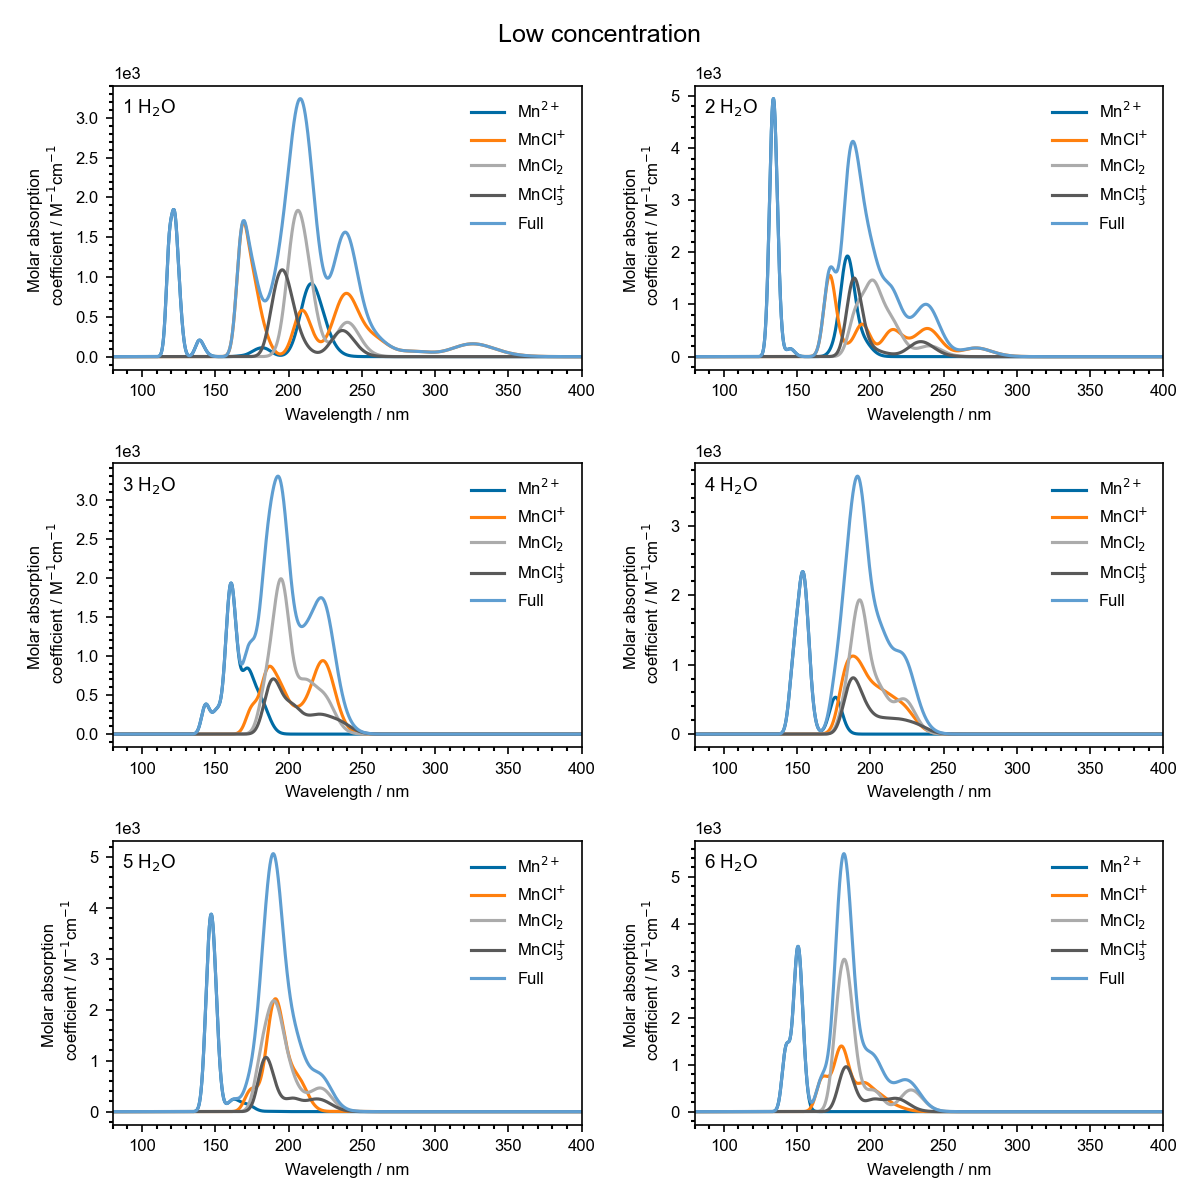 Low concentration
1e3
1 H₂O
Mn²⁺
MnCl⁺
MnCl₂
MnCl₃⁺
Full
3.0
2.5
2.0
1.5
1.0
0.5
0.0
Molar absorption
coefficient / M⁻¹cm⁻¹
100 150 200 250 300 350 400
Wavelength / nm
1e3
2 H₂O
Mn²⁺
MnCl⁺
MnCl₂
MnCl₃⁺
Full
5
4
3
2
1
0
Molar absorption
coefficient / M⁻¹cm⁻¹
100 150 200 250 300 350 400
Wavelength / nm
1e3
3 H₂O
Mn²⁺
MnCl⁺
MnCl₂
MnCl₃⁺
Full
3.0
2.5
2.0
1.5
1.0
0.5
0.0
Molar absorption
coefficient / M⁻¹cm⁻¹
100 150 200 250 300 350 400
Wavelength / nm
1e3
4 H₂O
Mn²⁺
MnCl⁺
MnCl₂
MnCl₃⁺
Full
3
2
1
0
Molar absorption
coefficient / M⁻¹cm⁻¹
100 150 200 250 300 350 400
Wavelength / nm
1e3
5 H₂O
Mn²⁺
MnCl⁺
MnCl₂
MnCl₃⁺
Full
5
4
3
2
1
0
Molar absorption
coefficient / M⁻¹cm⁻¹
100 150 200 250 300 350 400
Wavelength / nm
1e3
6 H₂O
Mn²⁺
MnCl⁺
MnCl₂
MnCl₃⁺
Full
5
4
3
2
1
0
Molar absorption
coefficient / M⁻¹cm⁻¹
100 150 200 250 300 350 400
Wavelength / nm